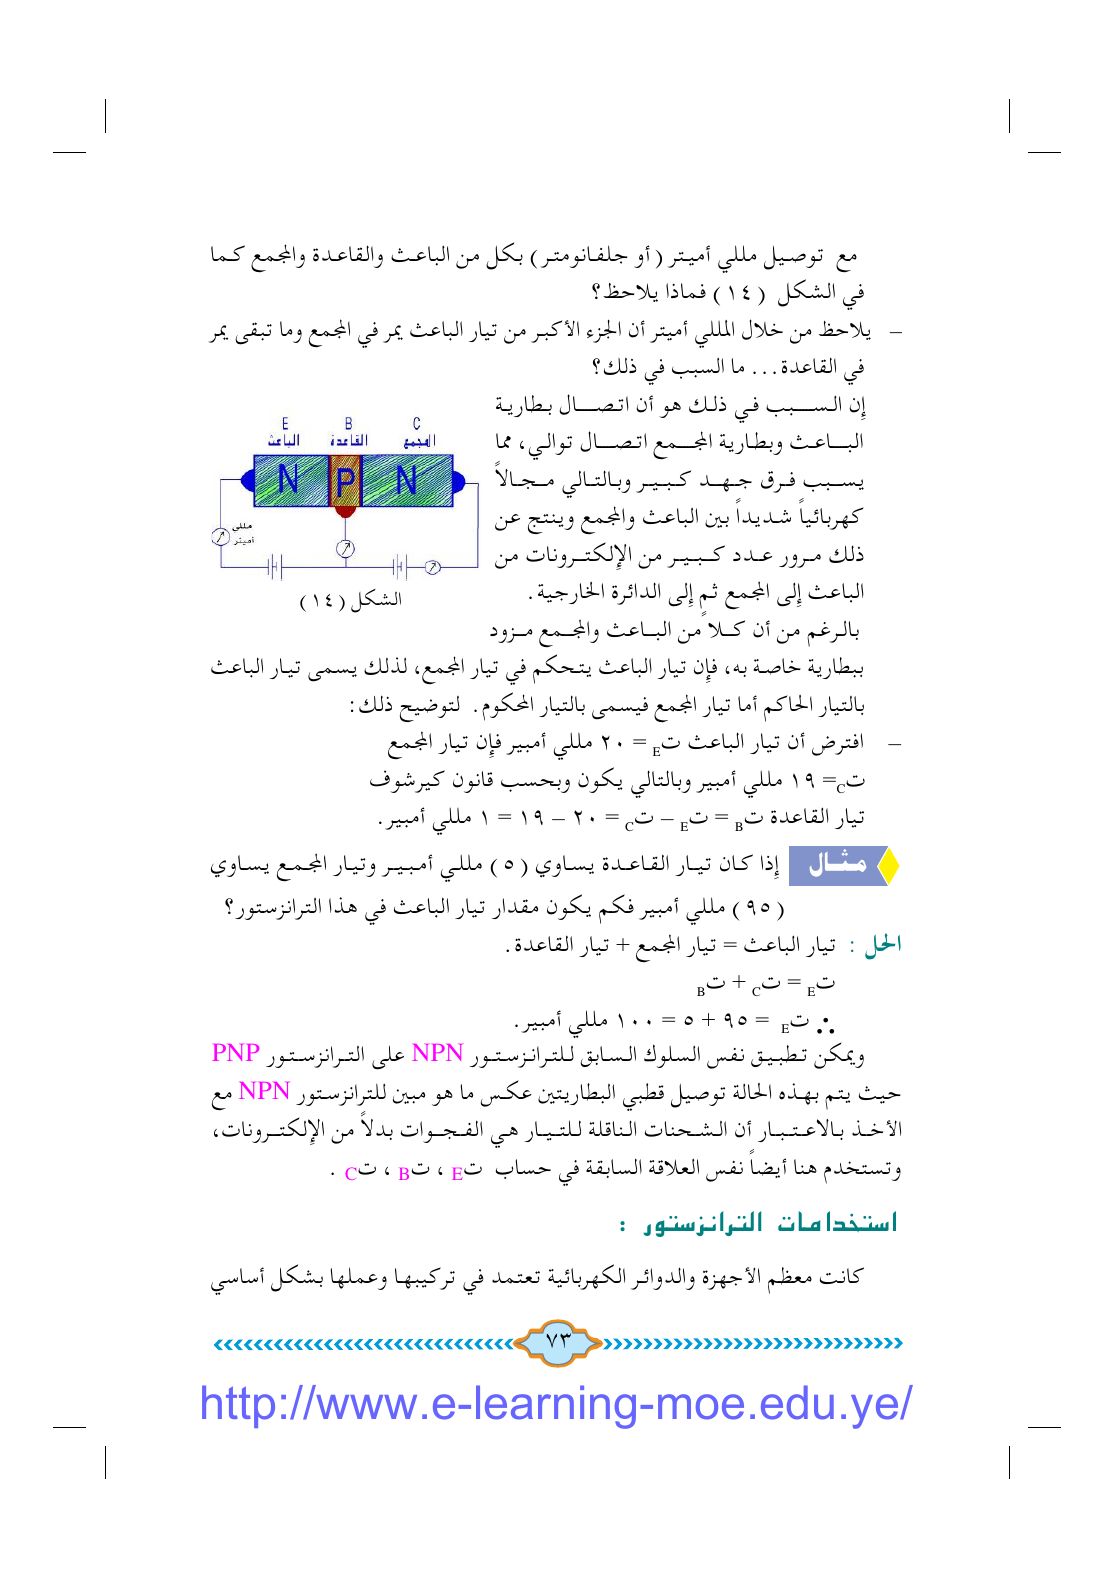 مع توصيل مللي أميتر ( أو جلفانومتر ) بكل من الباعث والقاعدة والمجمع كما
في الشكل ( ١٤ ) فماذا يلاحظ؟
– يلاحظ من خلال المللي أميتر أن الجزء الأكبر من تيار الباعث يمر في المجمع وما تبقى يمر
في القاعدة... ما السبب في ذلك؟
إن السبب في ذلك هو أن اتصال بطارية
الباعث وبطارية المجمع اتصال توالي، مما
يسبب فرق جهد كبير وبالتالي مجالاً
كهربائياً شديداً بين الباعث والمجمع وينتج عن
ذلك مرور عدد كبير من الإلكترونات من
الباعث إلى المجمع ثم إلى الدائرة الخارجية.
E B C
الباعث القاعدة المجمع
N P N
مللي
أميتر
الشكل ( ١٤ )
بالرغم من أن كلاً من الباعث والمجمع مزود
ببطارية خاصة به، فإن تيار الباعث يتحكم في تيار المجمع، لذلك يسمى تيار الباعث
بالتيار الحاكم أما تيار المجمع فيسمى بالتيار المحكوم. لتوضيح ذلك:
– افترض أن تيار الباعث تE = ٢٠ مللي أمبير فإن تيار المجمع
تC= ١٩ مللي أمبير وبالتالي يكون وبحسب قانون كيرشوف
تيار القاعدة تB = تE – تC = ٢٠ – ١٩ = ١ مللي أمبير.
مثال إذا كان تيار القاعدة يساوي ( ٥ ) مللي أمبير وتيار المجمع يساوي
( ٩٥ ) مللي أمبير فكم يكون مقدار تيار الباعث في هذا الترانزستور؟
الحل : تيار الباعث = تيار المجمع + تيار القاعدة.
تE = تC + تB
∴ تE = ٩٥ + ٥ = ١٠٠ مللي أمبير.
ويمكن تطبيق نفس السلوك السابق للترانزستور NPN على الترانزستور PNP
حيث يتم بهذه الحالة توصيل قطبي البطاريتين عكس ما هو مبين للترانزستور NPN مع
الأخذ بالاعتبار أن الشحنات الناقلة للتيار هي الفجوات بدلاً من الإلكترونات،
وتستخدم هنا أيضاً نفس العلاقة السابقة في حساب تE ، تB ، تC .
استخدامات الترانزستور :
كانت معظم الأجهزة والدوائر الكهربائية تعتمد في تركيبها وعملها بشكل أساسي
٧٣
http://www.e-learning-moe.edu.ye/